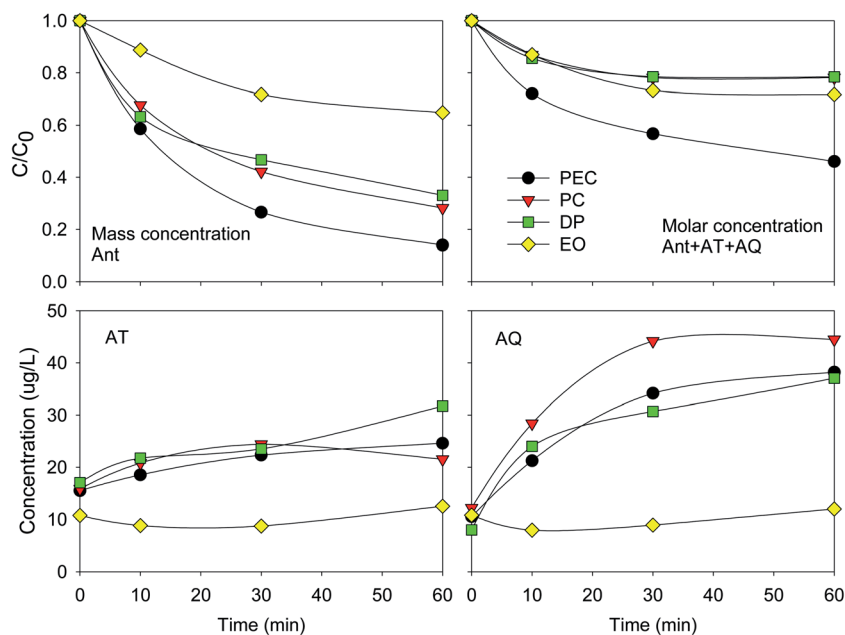 1.0
0.8
0.6
0.4
0.2
0.0
C/C0
Mass concentration
Ant
PEC
PC
DP
EO
Molar concentration
Ant+AT+AQ
50
40
30
20
10
0
Concentration (ug/L)
AT
AQ
0 10 20 30 40 50 60
0 10 20 30 40 50 60
Time (min)
Time (min)